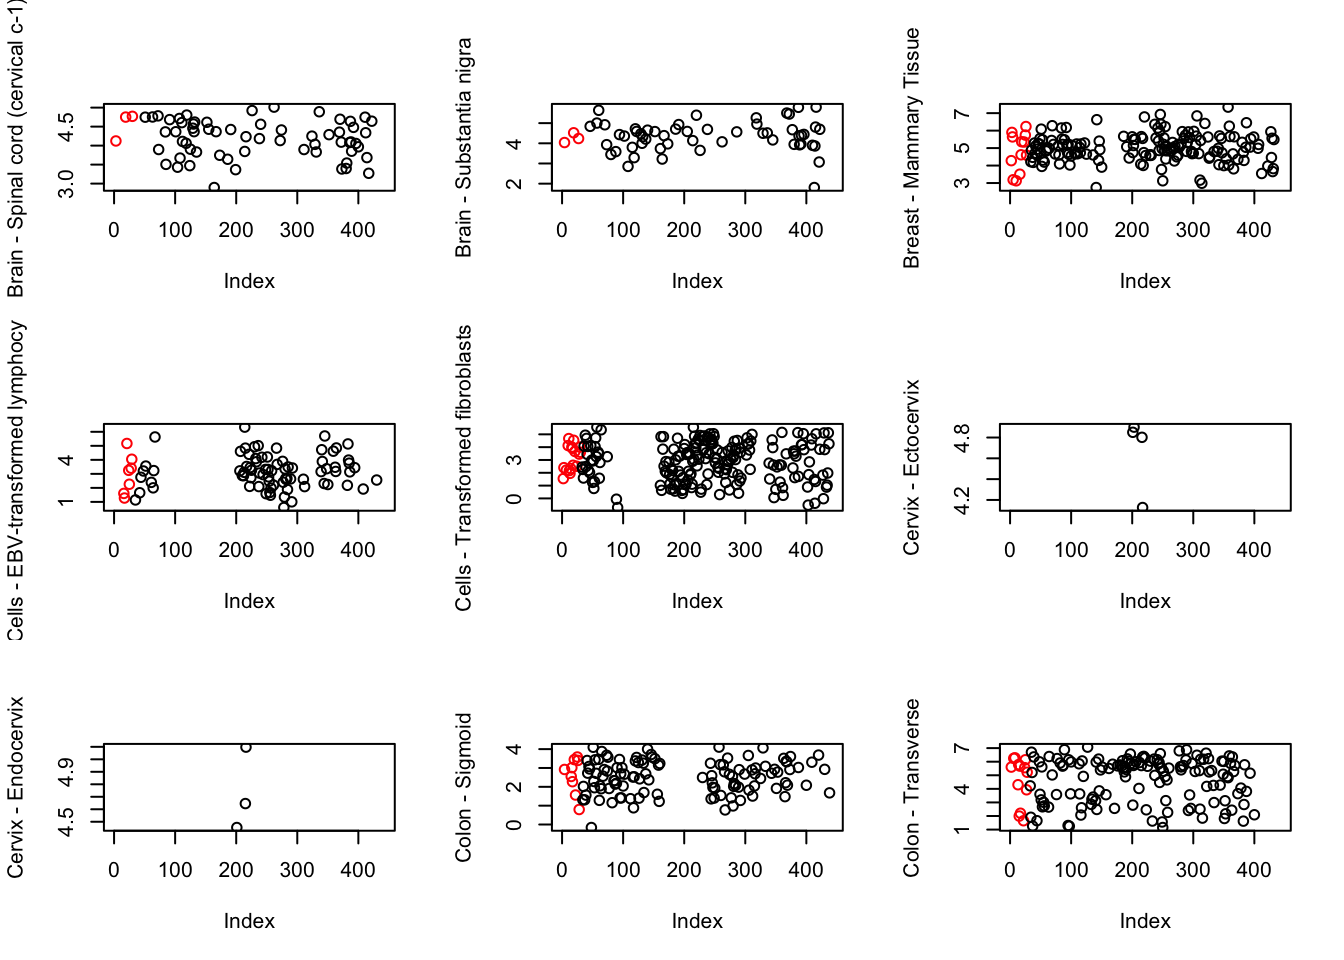 Brain - Spinal cord (cervical c-1)
4.5
3.0
0 100 200 300 400
Index
Brain - Substantia nigra
4
2
0 100 200 300 400
Index
Breast - Mammary Tissue
7
5
3
0 100 200 300 400
Index
Cells - EBV-transformed lymphocy
4
1
0 100 200 300 400
Index
Cells - Transformed fibroblasts
3
0
0 100 200 300 400
Index
Cervix - Ectocervix
4.8
4.2
0 100 200 300 400
Index
Cervix - Endocervix
4.9
4.5
0 100 200 300 400
Index
Colon - Sigmoid
4
2
0
0 100 200 300 400
Index
Colon - Transverse
7
4
1
0 100 200 300 400
Index